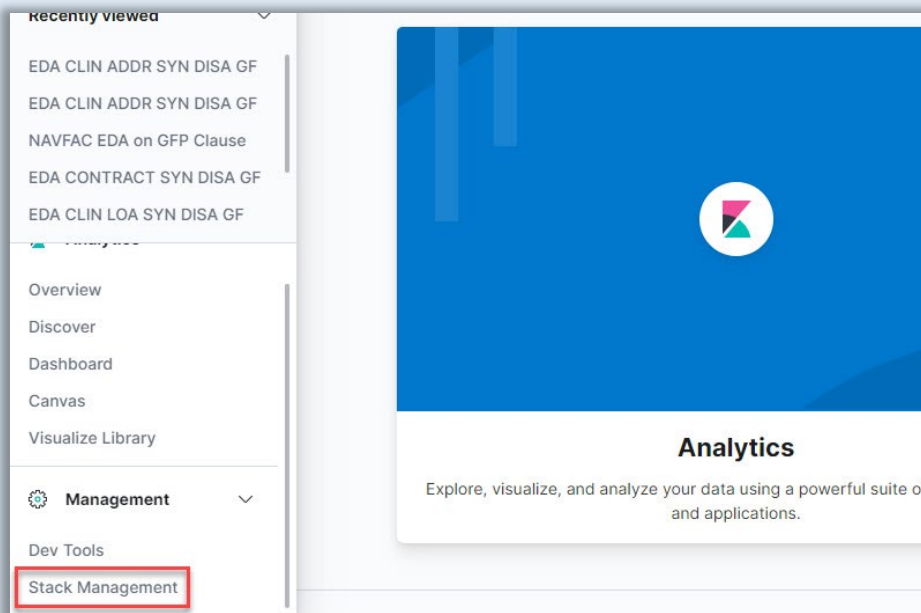 Recently viewed
EDA CLIN ADDR SYN DISA GF
EDA CLIN ADDR SYN DISA GF
NAVFAC EDA on GFP Clause
EDA CONTRACT SYN DISA GF
EDA CLIN LOA SYN DISA GF
Analytics
Overview
Discover
Dashboard
Canvas
Visualize Library
Management
Dev Tools
Stack Management
Analytics
Explore, visualize, and analyze your data using a powerful suite o
and applications.